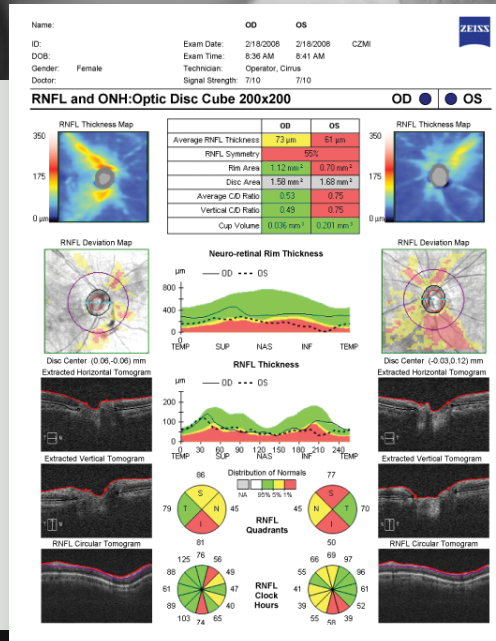 Name: OD OS
ZEISS
ID: Exam Date: 2/18/2008 2/18/2008 CZMI
DOB: Exam Time: 8:36 AM 8:41 AM
Gender: Female Technician: Operator, Cirrus
Doctor: Signal Strength: 7/10 7/10
RNFL and ONH:Optic Disc Cube 200x200 OD OS
RNFL Thickness Map
350
175
0 µm
OD OS
Average RNFL Thickness 73 µm 61 µm
RNFL Symmetry 55%
Rim Area 1.12 mm² 0.70 mm²
Disc Area 1.58 mm² 1.68 mm²
Average C/D Ratio 0.53 0.75
Vertical C/D Ratio 0.49 0.75
Cup Volume 0.036 mm³ 0.201 mm³
RNFL Thickness Map
350
175
0 µm
RNFL Deviation Map
Disc Center (0.06,-0.06) mm
Neuro-retinal Rim Thickness
µm OD OS
800
400
0
TEMP SUP NAS INF TEMP
RNFL Deviation Map
Disc Center (-0.03,0.12) mm
Extracted Horizontal Tomogram
RNFL Thickness
µm OD OS
200
100
0
0 30 60 90 120 150 180 210 240
TEMP SUP NAS INF TEMP
Extracted Horizontal Tomogram
Extracted Vertical Tomogram
Distribution of Normals
NA 95% 5% 1%
86
79 S T N I 45
81
RNFL
Quadrants
77
45 S N T I 70
50
Extracted Vertical Tomogram
RNFL Circular Tomogram
76
125 56
88 49
61 47
89 40
103 65
74
RNFL
Clock
Hours
69
66 97
55 96
41 61
39 52
55 39
58
RNFL Circular Tomogram